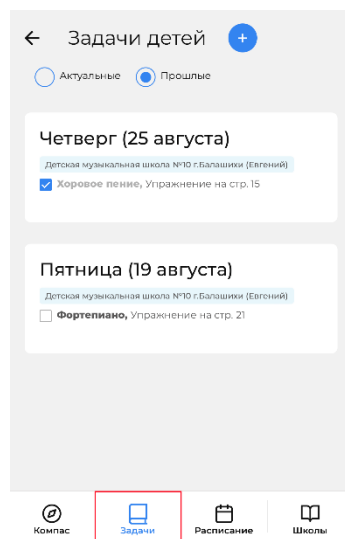 Задачи детей
Актуальные Прошлые
Четверг (25 августа)
Детская музыкальная школа №10 г.Балашихи (Евгений)
Хоровое пение, Упражнение на стр. 15
Пятница (19 августа)
Детская музыкальная школа №10 г.Балашихи (Евгений)
Фортепиано, Упражнение на стр. 21
Компас Задачи Расписание Школы